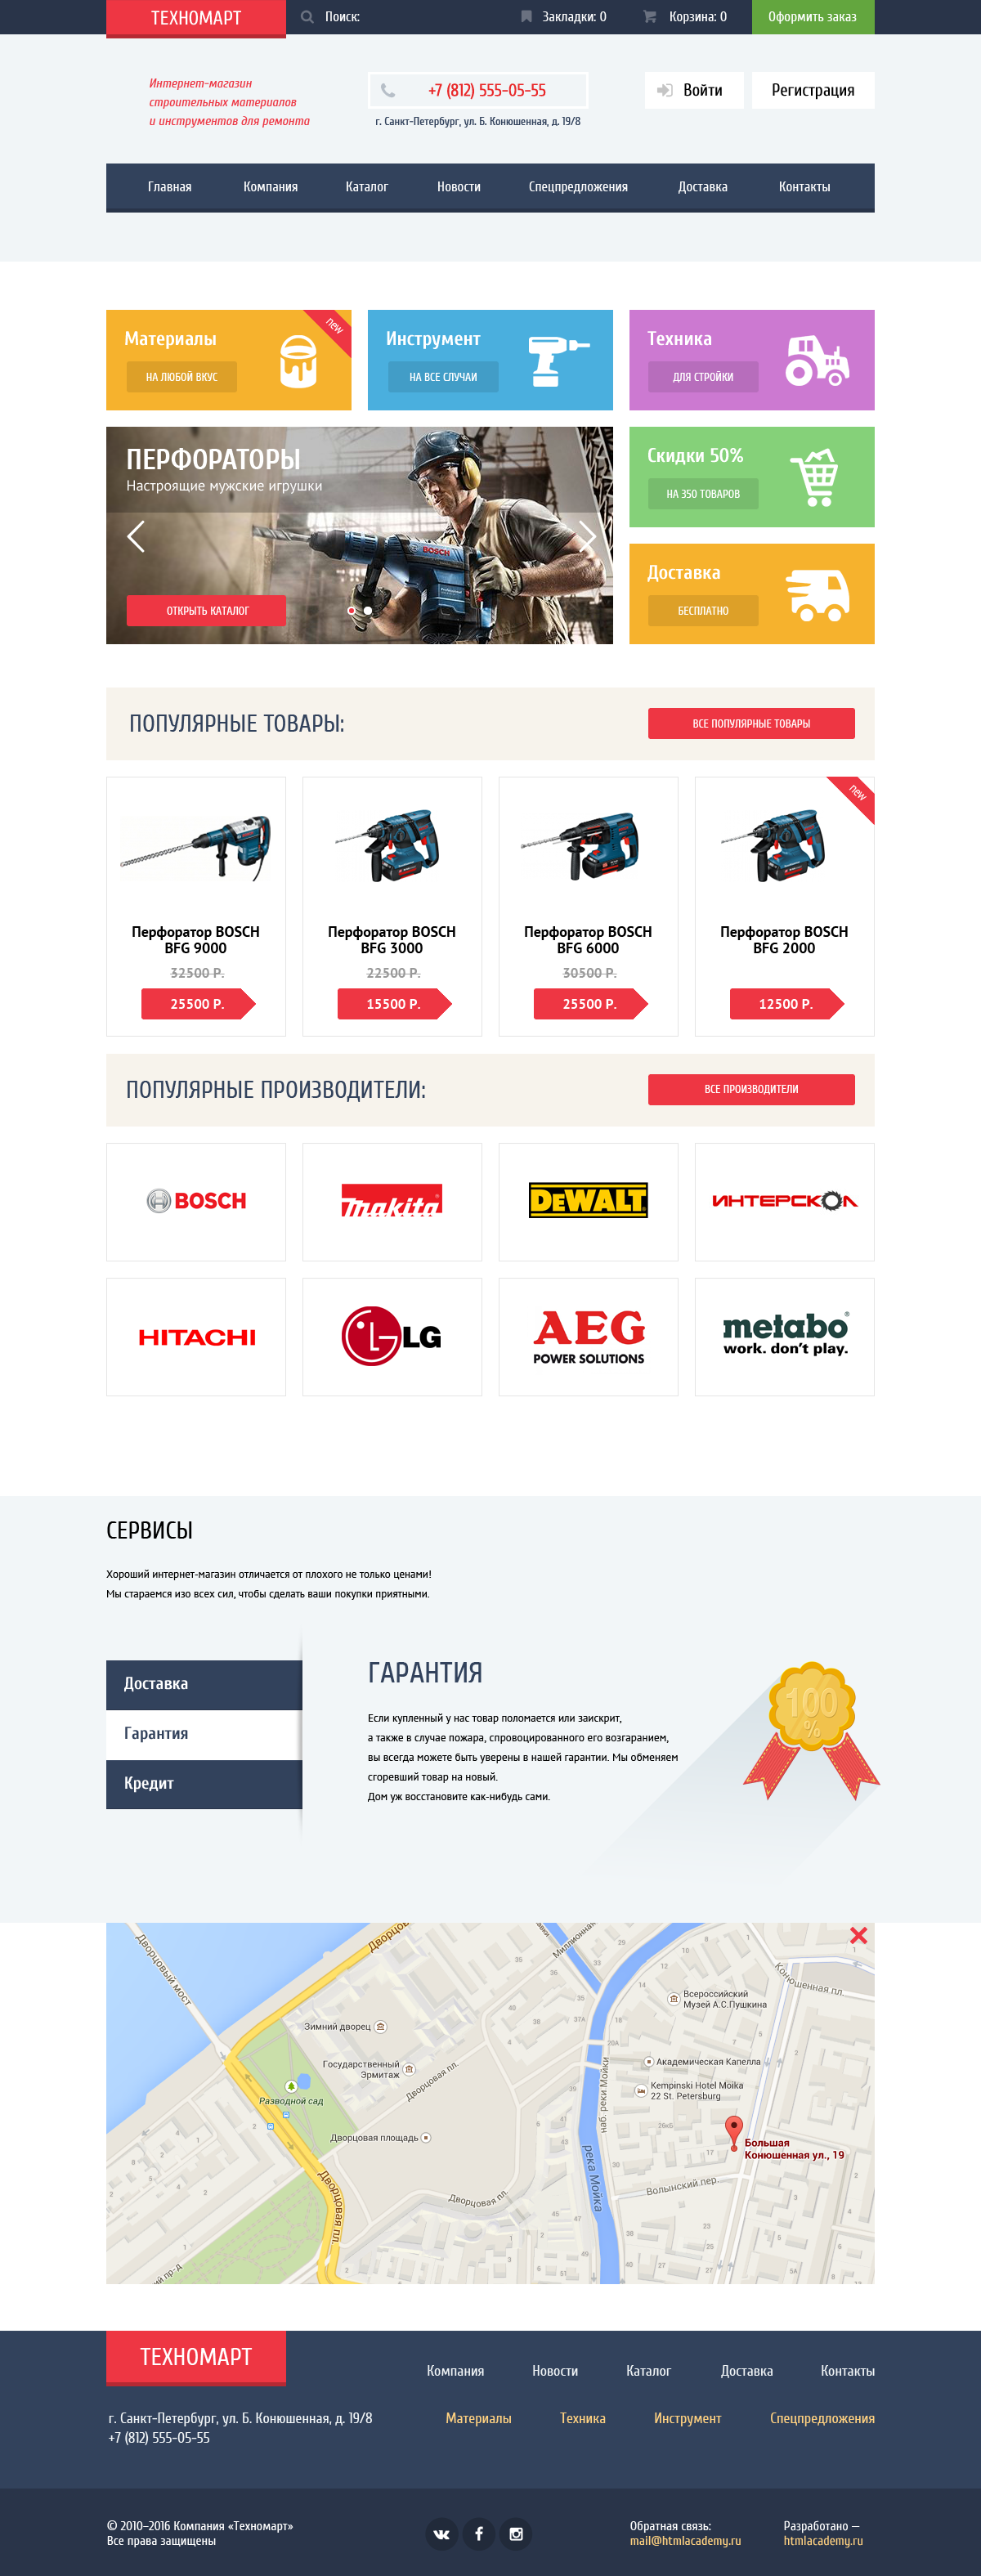 ТЕХНОМАРТ
Поиск:
Закладки: 0
Корзина: 0
Оформить заказ
Интернет-магазин
строительных материалов
и инструментов для ремонта
+7 (812) 555-05-55
г. Санкт-Петербург, ул. Б. Конюшенная, д. 19/8
Войти
Регистрация
Главная
Компания
Каталог
Новости
Спецпредложения
Доставка
Контакты
Материалы
НА ЛЮБОЙ ВКУС
new
Инструмент
НА ВСЕ СЛУЧАИ
Техника
ДЛЯ СТРОЙКИ
ПЕРФОРАТОРЫ
Настроящие мужские игрушки
BOSCH
Professional
ОТКРЫТЬ КАТАЛОГ
Скидки 50%
НА 350 ТОВАРОВ
Доставка
БЕСПЛАТНО
ПОПУЛЯРНЫЕ ТОВАРЫ:
ВСЕ ПОПУЛЯРНЫЕ ТОВАРЫ
Перфоратор BOSCH
BFG 9000
32500 Р.
25500 Р.
Перфоратор BOSCH
BFG 3000
22500 Р.
15500 Р.
Перфоратор BOSCH
BFG 6000
30500 Р.
25500 Р.
new
Перфоратор BOSCH
BFG 2000
12500 Р.
ПОПУЛЯРНЫЕ ПРОИЗВОДИТЕЛИ:
ВСЕ ПРОИЗВОДИТЕЛИ
BOSCH
makita
DEWALT
ИНТЕРСКОЛ
HITACHI
LG
AEG
POWER SOLUTIONS
metabo
work. don't play.
СЕРВИСЫ
Хороший интернет-магазин отличается от плохого не только ценами!
Мы стараемся изо всех сил, чтобы сделать ваши покупки приятными.
Доставка
Гарантия
Кредит
ГАРАНТИЯ
Если купленный у нас товар поломается или заискрит,
а также в случае пожара, спровоцированного его возгаранием,
вы всегда можете быть уверены в нашей гарантии. Мы обменяем
сгоревший товар на новый.
Дом уж восстановите как-нибудь сами.
100
%
Дворцовый мост
Зимний дворец
Государственный
Эрмитаж
Разводной сад
Дворцовая пл.
Дворцовая площадь
Дворцовая пл.
Дворцовая пл.
река Мойка
наб. реки Мойки
Конюшенная пл.
Всероссийский
Музей А.С.Пушкина
Академическая Капелла
Kempinski Hotel Moika
22 St. Petersburg
Большая
Конюшенная ул., 19
Волынский пер.
ТЕХНОМАРТ
Компания
Новости
Каталог
Доставка
Контакты
г. Санкт-Петербург, ул. Б. Конюшенная, д. 19/8
+7 (812) 555-05-55
Материалы
Техника
Инструмент
Спецпредложения
© 2010–2016 Компания «Техномарт»
Все права защищены
Обратная связь:
mail@htmlacademy.ru
Разработано —
htmlacademy.ru